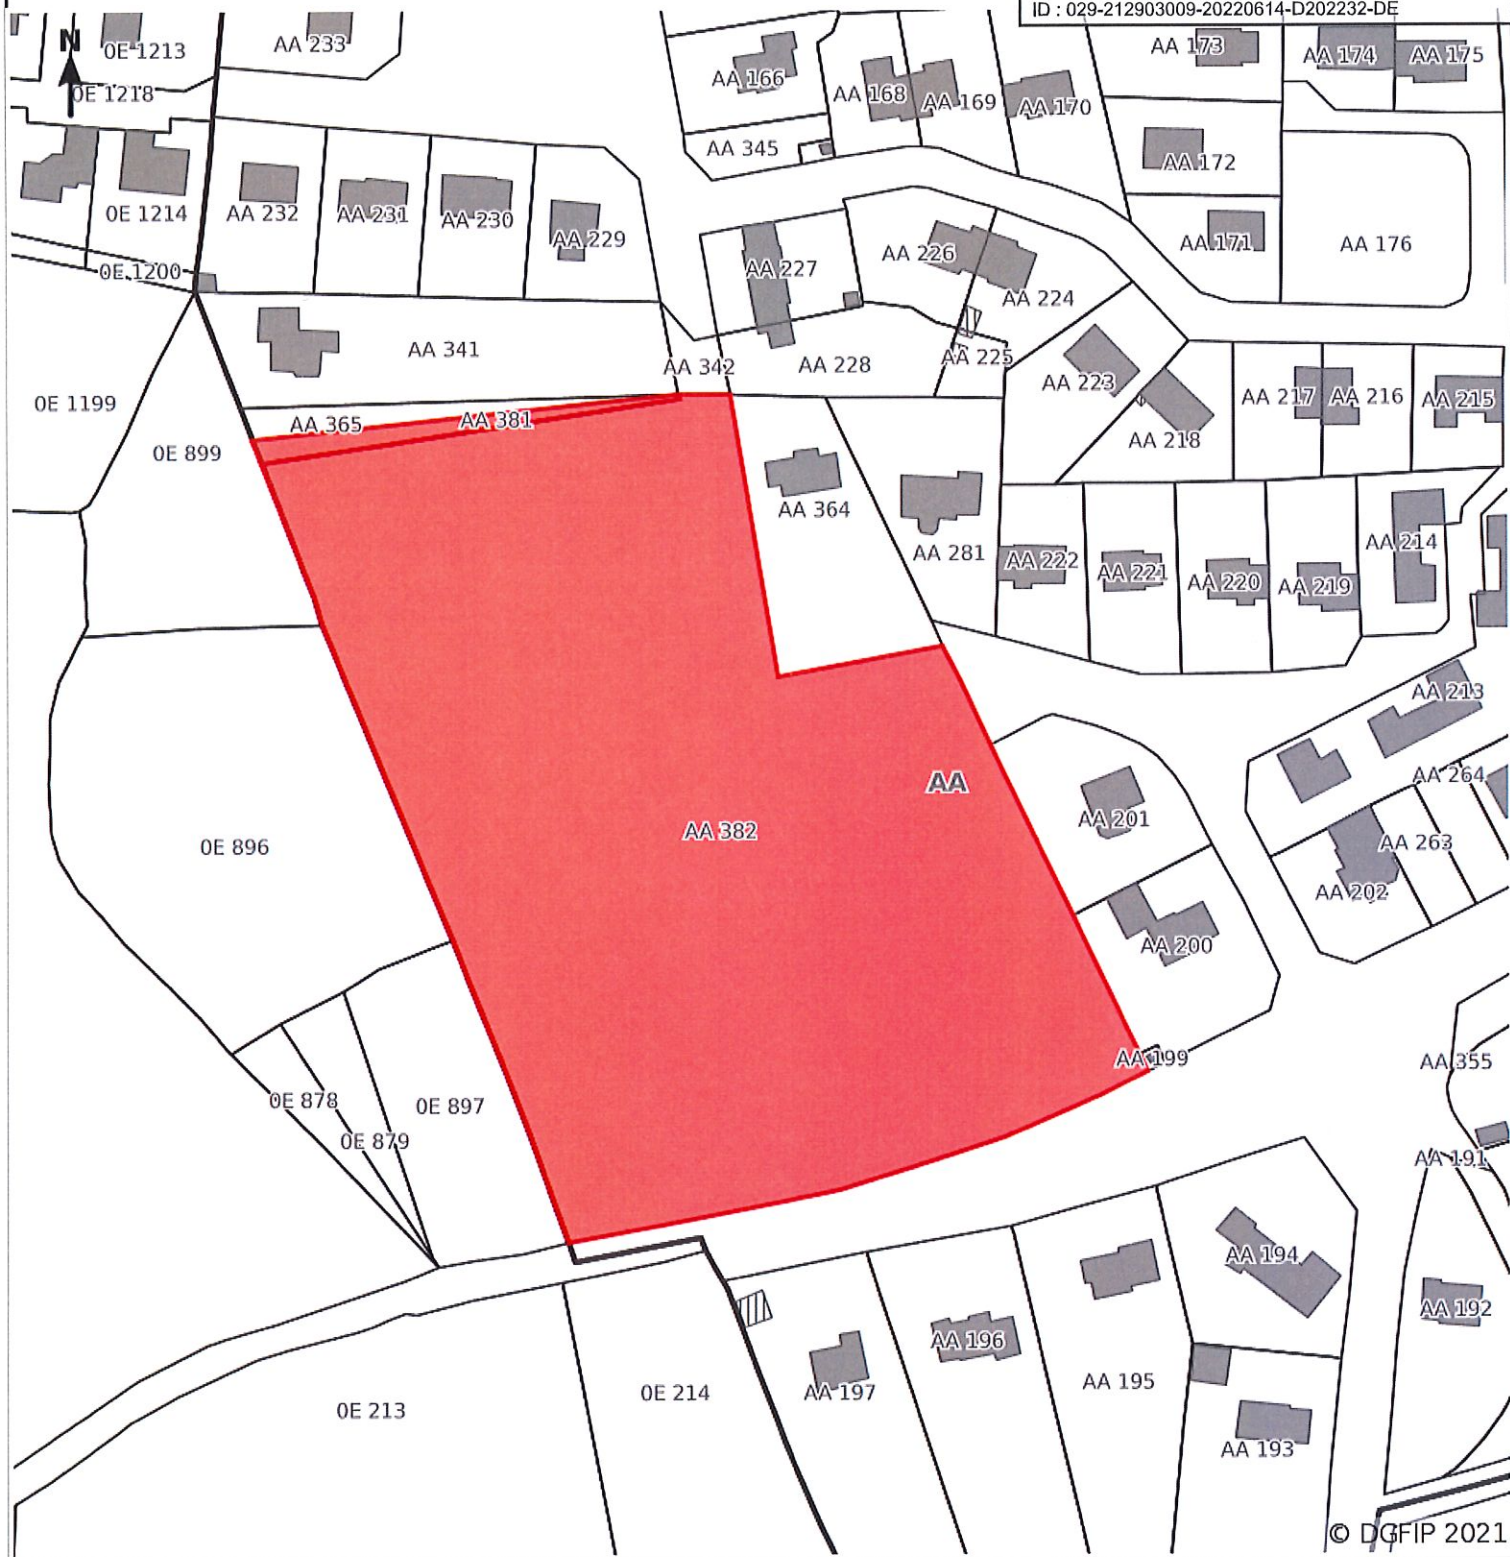 ID : 029-212903009-20220614-D202232-DE
N
0E 1213
AA 233
AA 166
AA 173
AA 174
AA 175
0E 1218
AA 168
AA 169
AA 170
AA 345
AA 172
0E 1214
AA 232
AA 231
AA 230
AA 229
AA 226
AA 171
AA 176
0E 1200
AA 227
AA 224
AA 341
AA 342
AA 228
AA 225
AA 223
0E 1199
AA 217
AA 216
AA 215
AA 365
AA 381
AA 218
0E 899
AA 364
AA 281
AA 222
AA 221
AA 220
AA 219
AA 214
AA 213
AA
AA 264
AA 201
AA 382
0E 896
AA 263
AA 202
AA 200
AA 199
AA 355
0E 878
0E 897
0E 879
AA 191
AA 194
AA 192
AA 196
AA 195
AA 197
0E 214
0E 213
AA 193
© DGFIP 2021